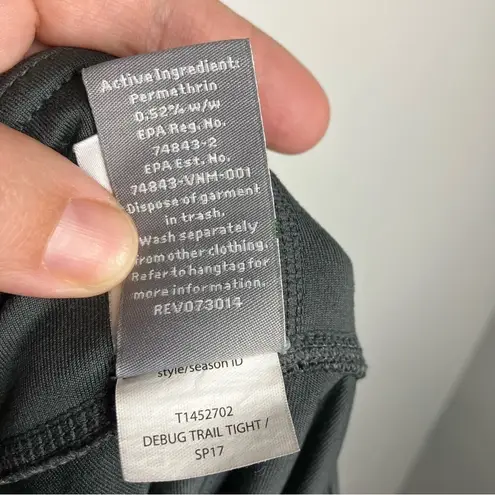 Active Ingredient:
Permethrin
0.52% w/w
EPA Reg. No.
74843-2
EPA Est. No.
74843-VNM-001
Dispose of garment
in trash.
Wash separately
from other clothing.
Refer to hangtag for
more information.
REV073014
style/season ID
T1452702
DEBUG TRAIL TIGHT /
SP17